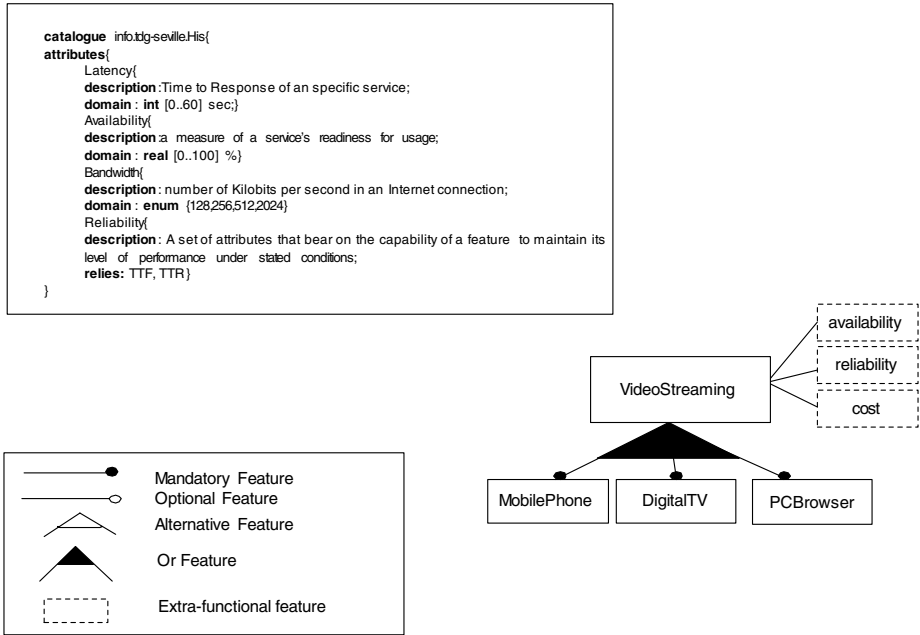 catalogue info.tdg-seville.His{
attributes{
Latency{
description:Time to Response of an specific service;
domain: int [0..60] sec;}
Availability{
description:a measure of a service's readiness for usage;
domain: real [0..100] %}
Bandwidth{
description: number of Kilobits per second in an Internet connection;
domain: enum {128,256,512,2024}
Reliability{
description: A set of attributes that bear on the capability of a feature to maintain its
level of performance under stated conditions;
relies: TTF, TTR}
}
availability
reliability
cost
VideoStreaming
MobilePhone
DigitalTV
PCBrowser
Mandatory Feature
Optional Feature
Alternative Feature
Or Feature
Extra-functional feature